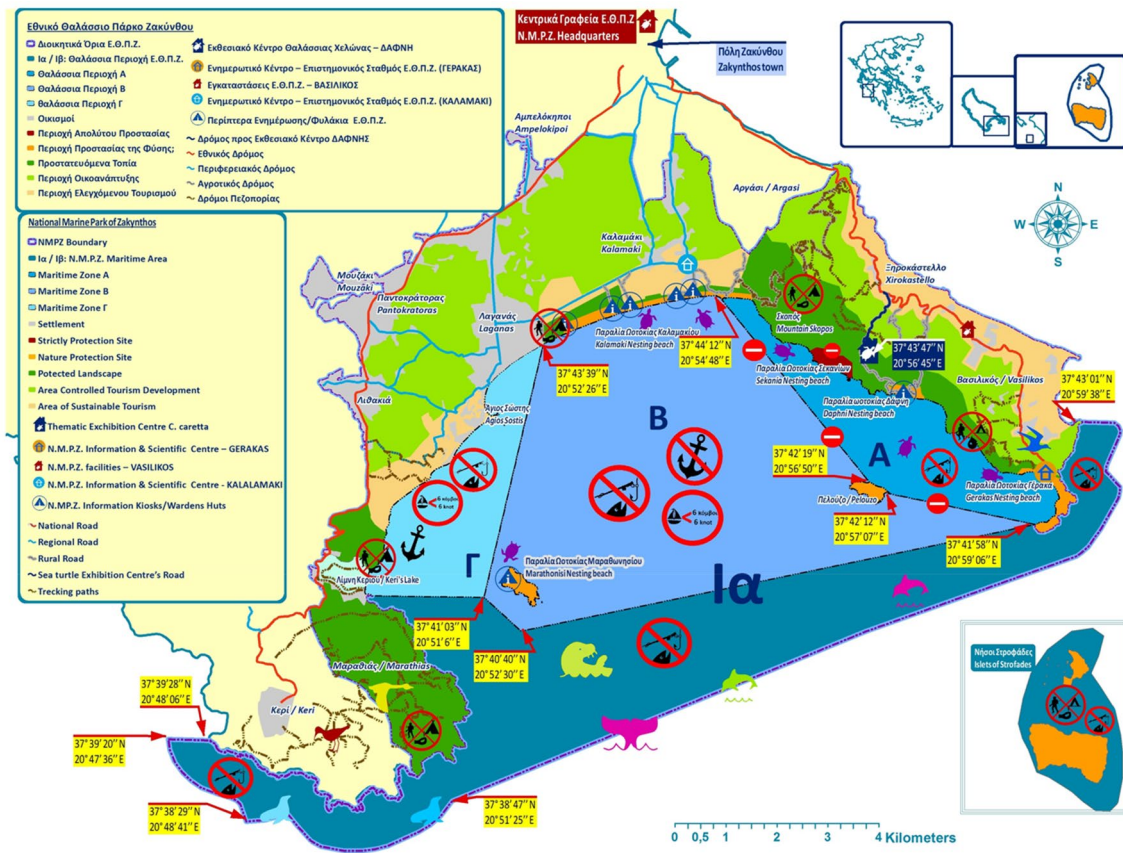 Εθνικό Θαλάσσιο Πάρκο Ζακύνθου
Διοικητικά Όρια Ε.Θ.Π.Ζ.
Ια / Ιβ: Θαλάσσια Περιοχή Ε.Θ.Π.Ζ.
Θαλάσσια Περιοχή Α
Θαλάσσια Περιοχή Β
Θαλάσσια Περιοχή Γ
Οικισμοί
Περιοχή Απολύτου Προστασίας
Περιοχή Προστασίας της Φύσης;
Προστατευόμενα Τοπία
Περιοχή Οικοανάπτυξης
Περιοχή Ελεγχόμενου Τουρισμού
Εκθεσιακό Κέντρο Θαλάσσιας Χελώνας – ΔΑΦΝΗ
Ενημερωτικό Κέντρο – Επιστημονικός Σταθμός Ε.Θ.Π.Ζ. (ΓΕΡΑΚΑΣ)
Εγκαταστάσεις Ε.Θ.Π.Ζ. – ΒΑΣΙΛΙΚΟΣ
Ενημερωτικό Κέντρο – Επιστημονικός Σταθμός Ε.Θ.Π.Ζ. (ΚΑΛΑΜΑΚΙ)
Περίπτερα Ενημέρωσης/Φυλάκια Ε.Θ.Π.Ζ.
Δρόμος προς Εκθεσιακό Κέντρο ΔΑΦΝΗΣ
Εθνικός Δρόμος
Περιφερειακός Δρόμος
Αγροτικός Δρόμος
Δρόμοι Πεζοπορίας
National Marine Park of Zakynthos
NMPZ Boundary
Ια / Ιβ: N.M.P.Z. Maritime Area
Maritime Zone A
Maritime Zone B
Maritime Zone Γ
Settlement
Strictly Protection Site
Nature Protection Site
Potected Landscape
Area Controlled Tourism Development
Area of Sustainable Tourism
Thematic Exhibition Centre C. caretta
N.M.P.Z. Information & Scientific Centre – GERAKAS
N.M.P.Z. facilities – VASILIKOS
N.M.P.Z. Information & Scientific Centre - KALALAMAKI
N.MP.Z. Information Kiosks/Wardens Huts
National Road
Regional Road
Rural Road
Sea turtle Exhibition Centre's Road
Trecking paths
Κεντρικά Γραφεία Ε.Θ.Π.Ζ
N.M.P.Z. Headquarters
Πόλη Ζακύνθου
Zakynthos town
Αμπελόκηποι
Ampelokipoi
Αργάσι / Argasi
Καλαμάκι
Kalamaki
Μουζάκι
Mouzaki
Παντοκράτορας
Pantokratoras
Λαγανάς
Laganas
Λιθακιά
Ξηροκάστελλο
Xirokastello
Σκοπός
Mountain Skopos
Βασιλικός / Vasilikos
Άγιος Σώστης
Agios Sostis
Παραλία Ωοτοκίας Καλαμακίου
Kalamaki Nesting beach
Παραλία Ωοτοκίας Σεκανίων
Sekania Nesting beach
Παραλία ωοτοκίας Δάφνη
Daphni Nesting beach
Παραλία Ωοτοκίας Γέρακα
Gerakas Nesting beach
Πελούζο / Pelouzo
Παραλία Ωοτοκίας Μαραθωνησίου
Marathonisi Nesting beach
Λίμνη Κεριού / Keri's Lake
Μαραθιάς / Marathias
Κερί / Keri
37° 43' 39'' N
20° 52' 26'' E
37° 44' 12'' N
20° 54' 48'' E
37° 43' 47'' N
20° 56' 45'' E
37° 43' 01'' N
20° 59' 38'' E
37° 42' 19'' N
20° 56' 50'' E
37° 42' 12'' N
20° 57' 07'' E
37° 41' 58'' N
20° 59' 06'' E
37° 41' 03'' N
20° 51' 6'' E
37° 40' 40'' N
20° 52' 30'' E
37° 39' 28'' N
20° 48' 06'' E
37° 39' 20'' N
20° 47' 36'' E
37° 38' 29'' N
20° 48' 41'' E
37° 38' 47'' N
20° 51' 25'' E
Α
Β
Γ
Ια
< 6 κόμβοι
6 knot
< 6 κόμβοι
6 knot
N
W
E
S
Νήσοι Στροφάδες
Islets of Strofades
0 0,5 1 2 3 4
Kilometers